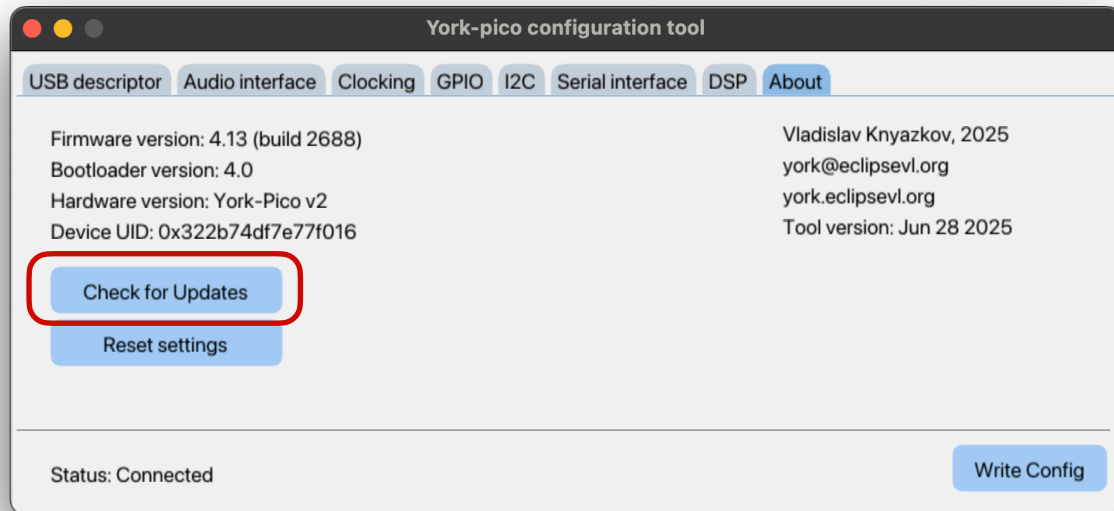 York-pico configuration tool
USB descriptor Audio interface Clocking GPIO I2C Serial interface DSP About
Firmware version: 4.13 (build 2688)
Bootloader version: 4.0
Hardware version: York-Pico v2
Device UID: 0x322b74df7e77f016
Vladislav Knyazkov, 2025
york@eclipsevl.org
york.eclipsevl.org
Tool version: Jun 28 2025
Check for Updates
Reset settings
Status: Connected
Write Config